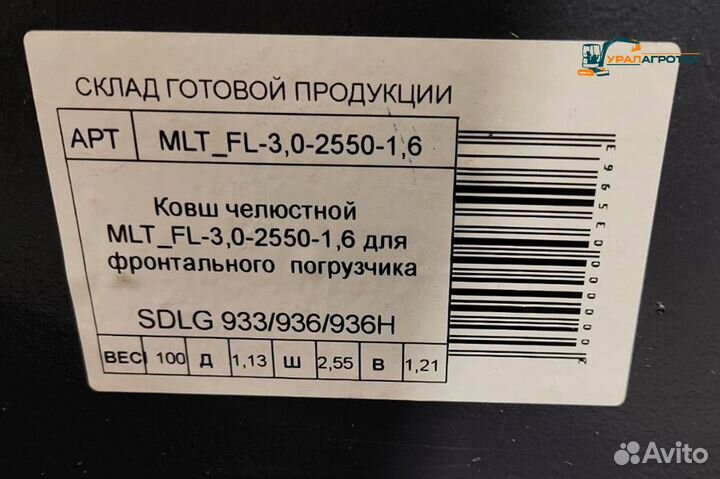 УРАЛАГРОТЕХ
СКЛАД ГОТОВОЙ ПРОДУКЦИИ
АРТ MLT_FL-3,0-2550-1,6
Ковш челюстной
MLT_FL-3,0-2550-1,6 для
фронтального погрузчика
SDLG 933/936/936H
ВЕС 100 Д 1,13 Ш 2,55 В 1,21
Avito